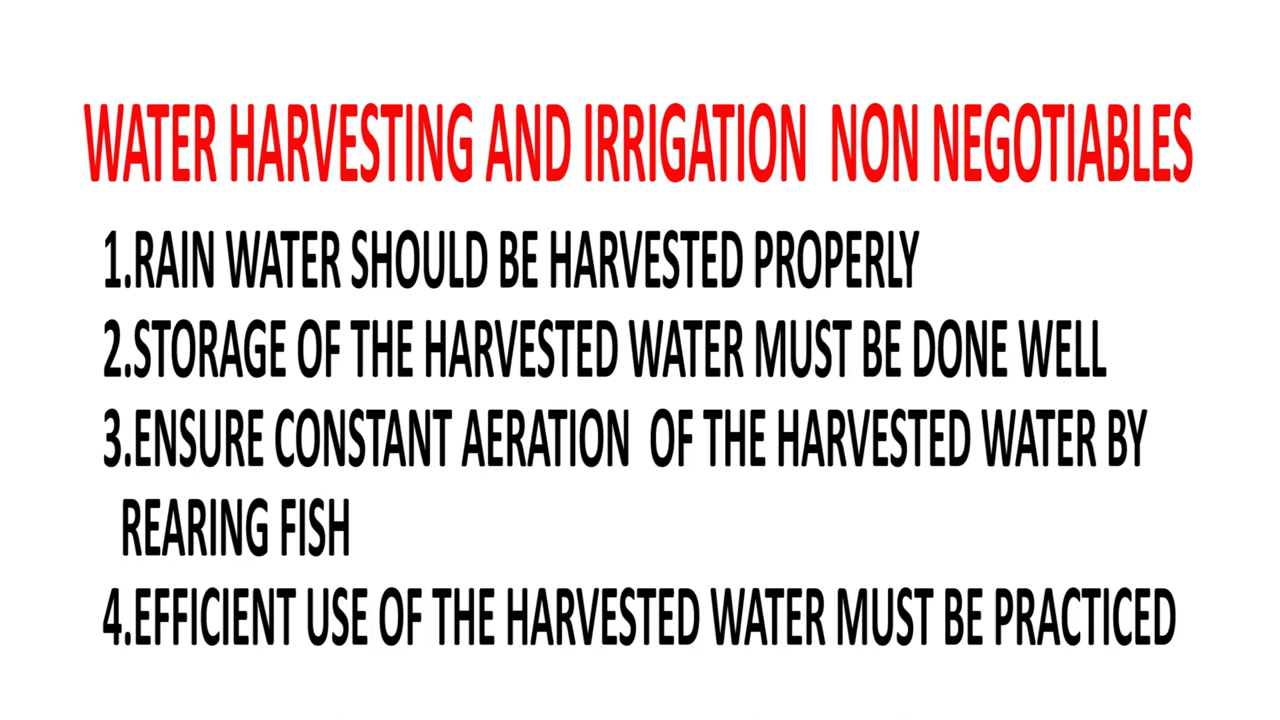 WATER HARVESTING AND IRRIGATION NON NEGOTIABLES
1.RAIN WATER SHOULD BE HARVESTED PROPERLY
2.STORAGE OF THE HARVESTED WATER MUST BE DONE WELL
3.ENSURE CONSTANT AERATION OF THE HARVESTED WATER BY
REARING FISH
4.EFFICIENT USE OF THE HARVESTED WATER MUST BE PRACTICED